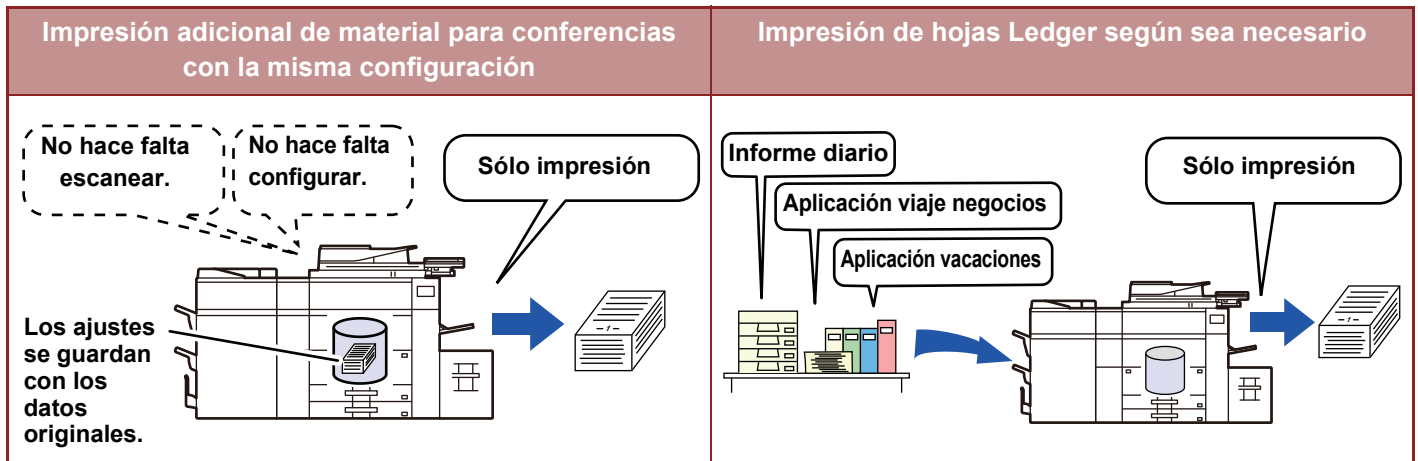 Impresión adicional de material para conferencias
con la misma configuración
Impresión de hojas Ledger según sea necesario
No hace falta
escanear.
No hace falta
configurar.
Sólo impresión
Los ajustes
se guardan
con los
datos
originales.
-1-
Informe diario
Aplicación viaje negocios
Aplicación vacaciones
Sólo impresión
-1-